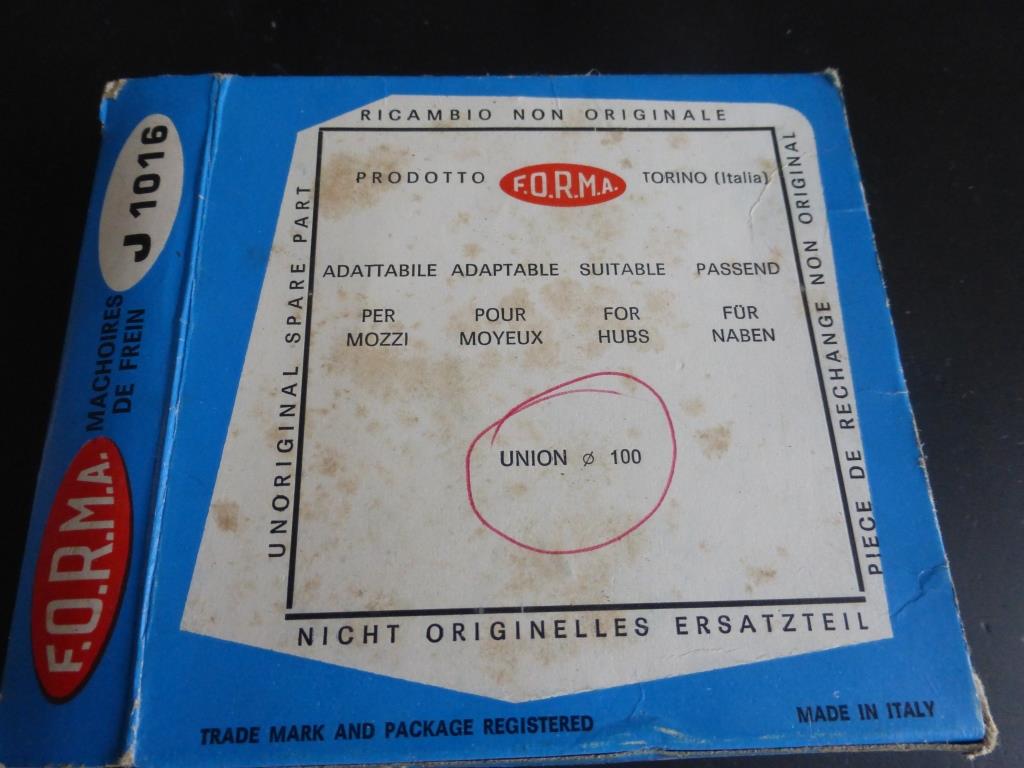 J 1016
MACHOIRES
DE FREIN
F.O.R.M.A.
RICAMBIO NON ORIGINALE
UNORIGINAL SPARE PART
PIECE DE RECHANGE NON ORIGINAL
PRODOTTO F.O.R.M.A. TORINO (Italia)
ADATTABILE ADAPTABLE SUITABLE PASSEND
PER POUR FOR FÜR
MOZZI MOYEUX HUBS NABEN
UNION ⌀ 100
NICHT ORIGINELLES ERSATZTEIL
TRADE MARK AND PACKAGE REGISTERED
MADE IN ITALY